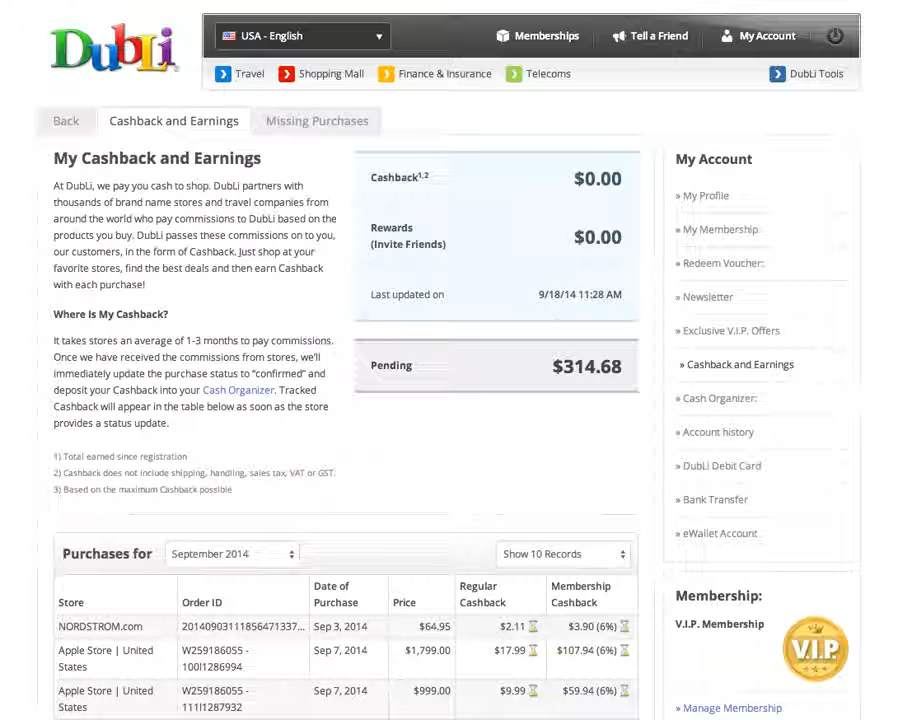 DubLi
USA - English
Memberships
Tell a Friend
My Account
Travel
Shopping Mall
Finance & Insurance
Telecoms
DubLi Tools
Back
Cashback and Earnings
Missing Purchases
My Cashback and Earnings
At DubLi, we pay you cash to shop. DubLi partners with
thousands of brand name stores and travel companies from
around the world who pay commissions to DubLi based on the
products you buy. DubLi passes these commissions on to you,
our customers, in the form of Cashback. Just shop at your
favorite stores, find the best deals and then earn Cashback
with each purchase!
Where Is My Cashback?
It takes stores an average of 1-3 months to pay commissions.
Once we have received the commissions from stores, we'll
immediately update the purchase status to “confirmed” and
deposit your Cashback into your Cash Organizer. Tracked
Cashback will appear in the table below as soon as the store
provides a status update.
1) Total earned since registration
2) Cashback does not include shipping, handling, sales tax, VAT or GST.
3) Based on the maximum Cashback possible
Cashback1,2 $0.00
Rewards
(Invite Friends) $0.00
Last updated on 9/18/14 11:28 AM
Pending $314.68
My Account
» My Profile
» My Membership
» Redeem Voucher:
» Newsletter
» Exclusive V.I.P. Offers
» Cashback and Earnings
» Cash Organizer:
» Account history
» DubLi Debit Card
» Bank Transfer
» eWallet Account
Purchases for September 2014 Show 10 Records
Store Order ID Date of Purchase Price Regular Cashback Membership Cashback
NORDSTROM.com 20140903111856471337... Sep 3, 2014 $64.95 $2.11 $3.90 (6%)
Apple Store | United States W259186055 - 100I1286994 Sep 7, 2014 $1,799.00 $17.99 $107.94 (6%)
Apple Store | United States W259186055 - 111I1287932 Sep 7, 2014 $999.00 $9.99 $59.94 (6%)
Membership:
V.I.P. Membership
V.I.P.
» Manage Membership